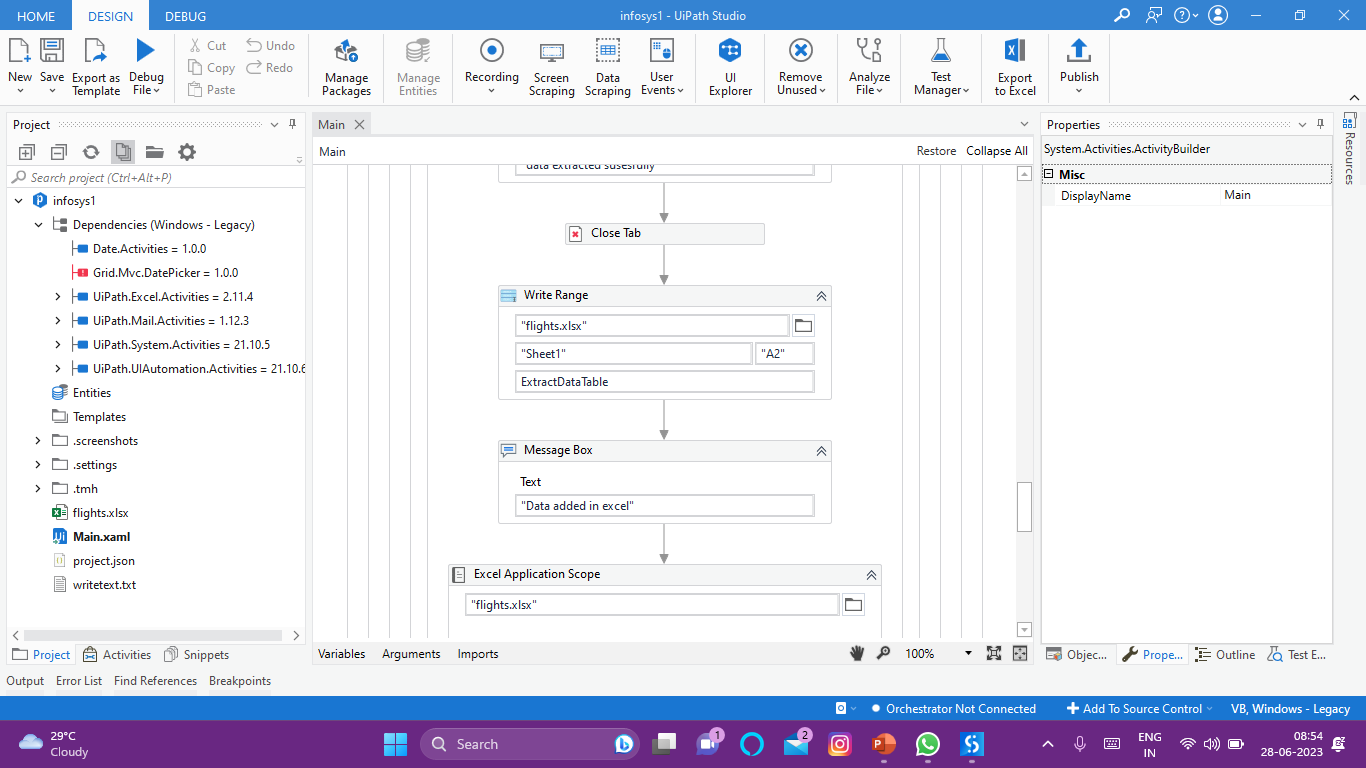 HOME DESIGN DEBUG infosys1 - UiPath Studio
New Save Export as Template Debug File
Cut Copy Paste Undo Redo
Manage Packages Manage Entities Recording Screen Scraping Data Scraping User Events UI Explorer Remove Unused Analyze File Test Manager Export to Excel Publish
Project
Search project (Ctrl+Alt+P)
infosys1
Dependencies (Windows - Legacy)
Date.Activities = 1.0.0
Grid.Mvc.DatePicker = 1.0.0
UiPath.Excel.Activities = 2.11.4
UiPath.Mail.Activities = 1.12.3
UiPath.System.Activities = 21.10.5
UiPath.UIAutomation.Activities = 21.10.6
Entities
Templates
.screenshots
.settings
.tmh
flights.xlsx
Main.xaml
project.json
writetext.txt
Project Activities Snippets
Main
Main Restore Collapse All
data extracted susesfully
Close Tab
Write Range
"flights.xlsx"
"Sheet1" "A2"
ExtractDataTable
Message Box
Text
"Data added in excel"
Excel Application Scope
"flights.xlsx"
Variables Arguments Imports 100%
Properties
System.Activities.ActivityBuilder
Misc
DisplayName Main
Resources
Objec... Prope... Outline Test E...
Output Error List Find References Breakpoints
Orchestrator Not Connected Add To Source Control VB, Windows - Legacy
29°C
Cloudy
Search
1
2
ENG
IN
08:54
28-06-2023